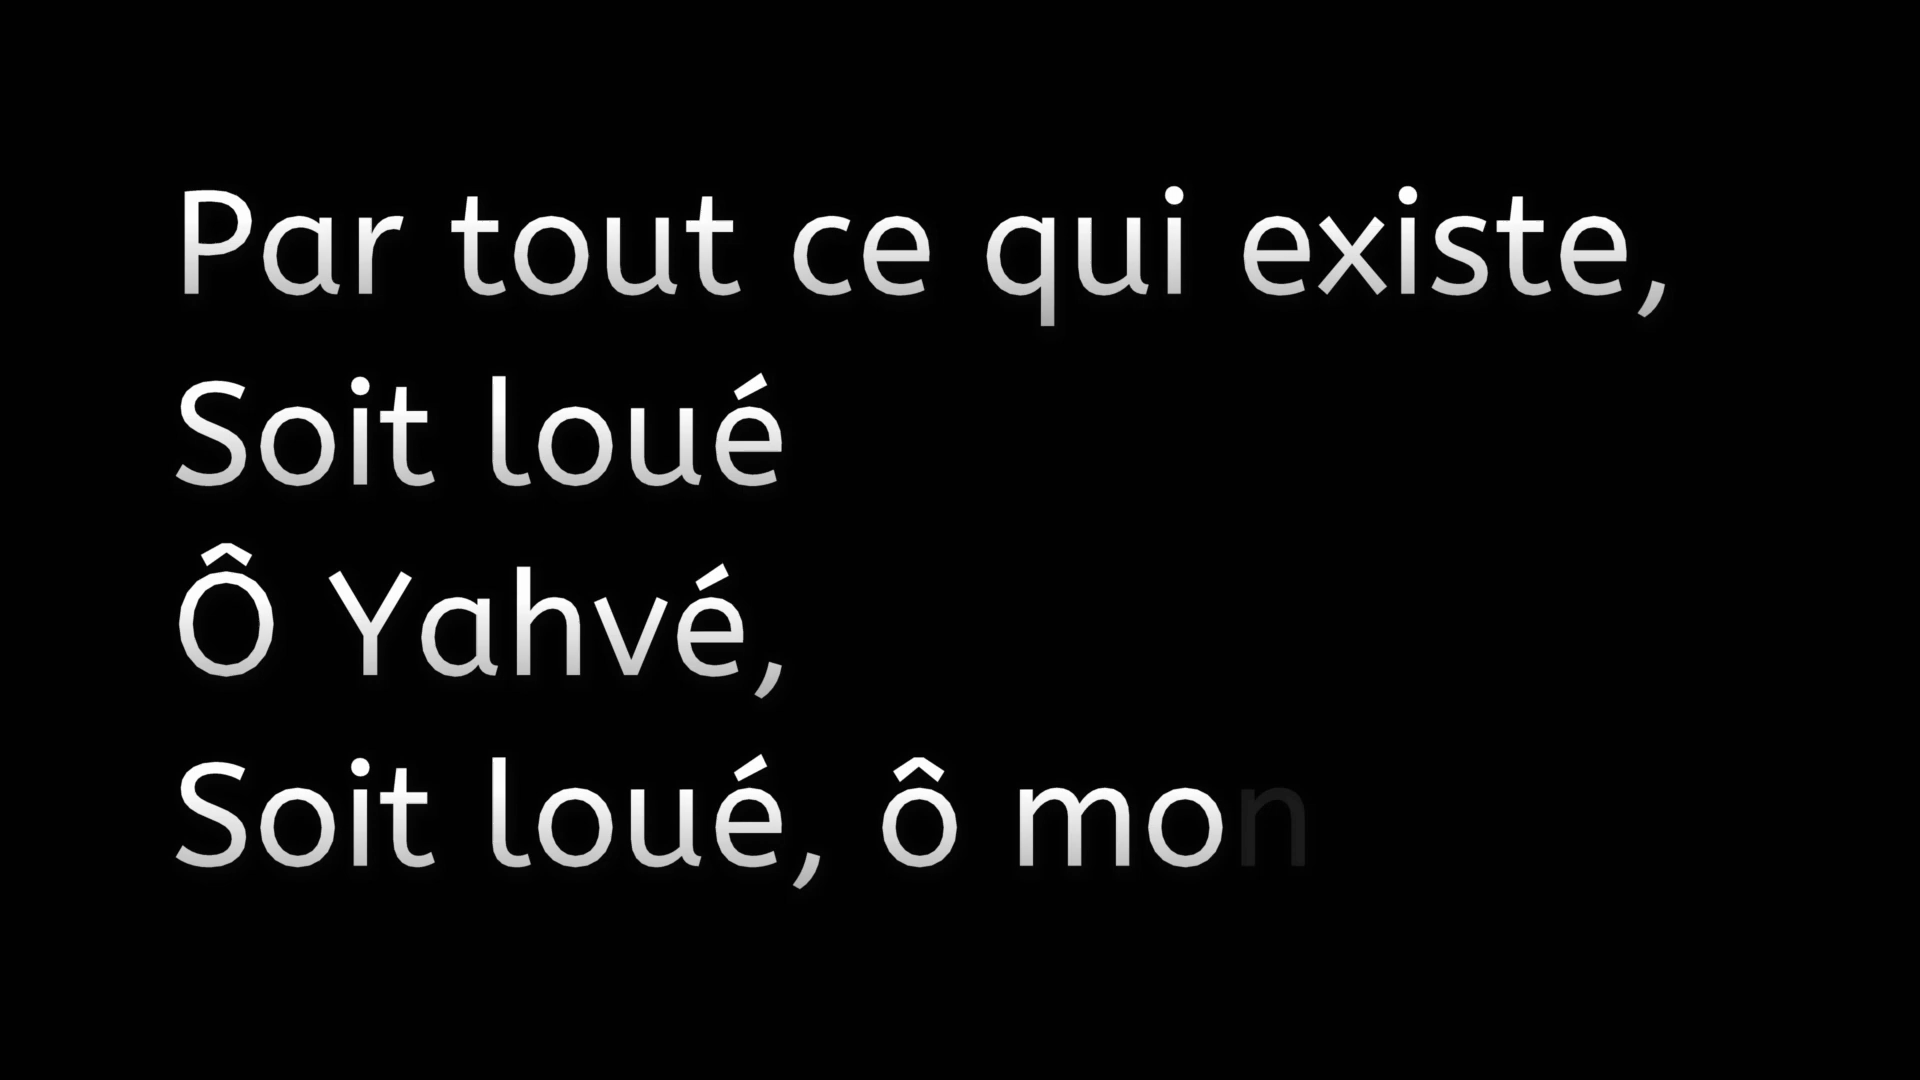 Par tout ce qui existe,
Soit loué
Ô Yahvé,
Soit loué, ô mon